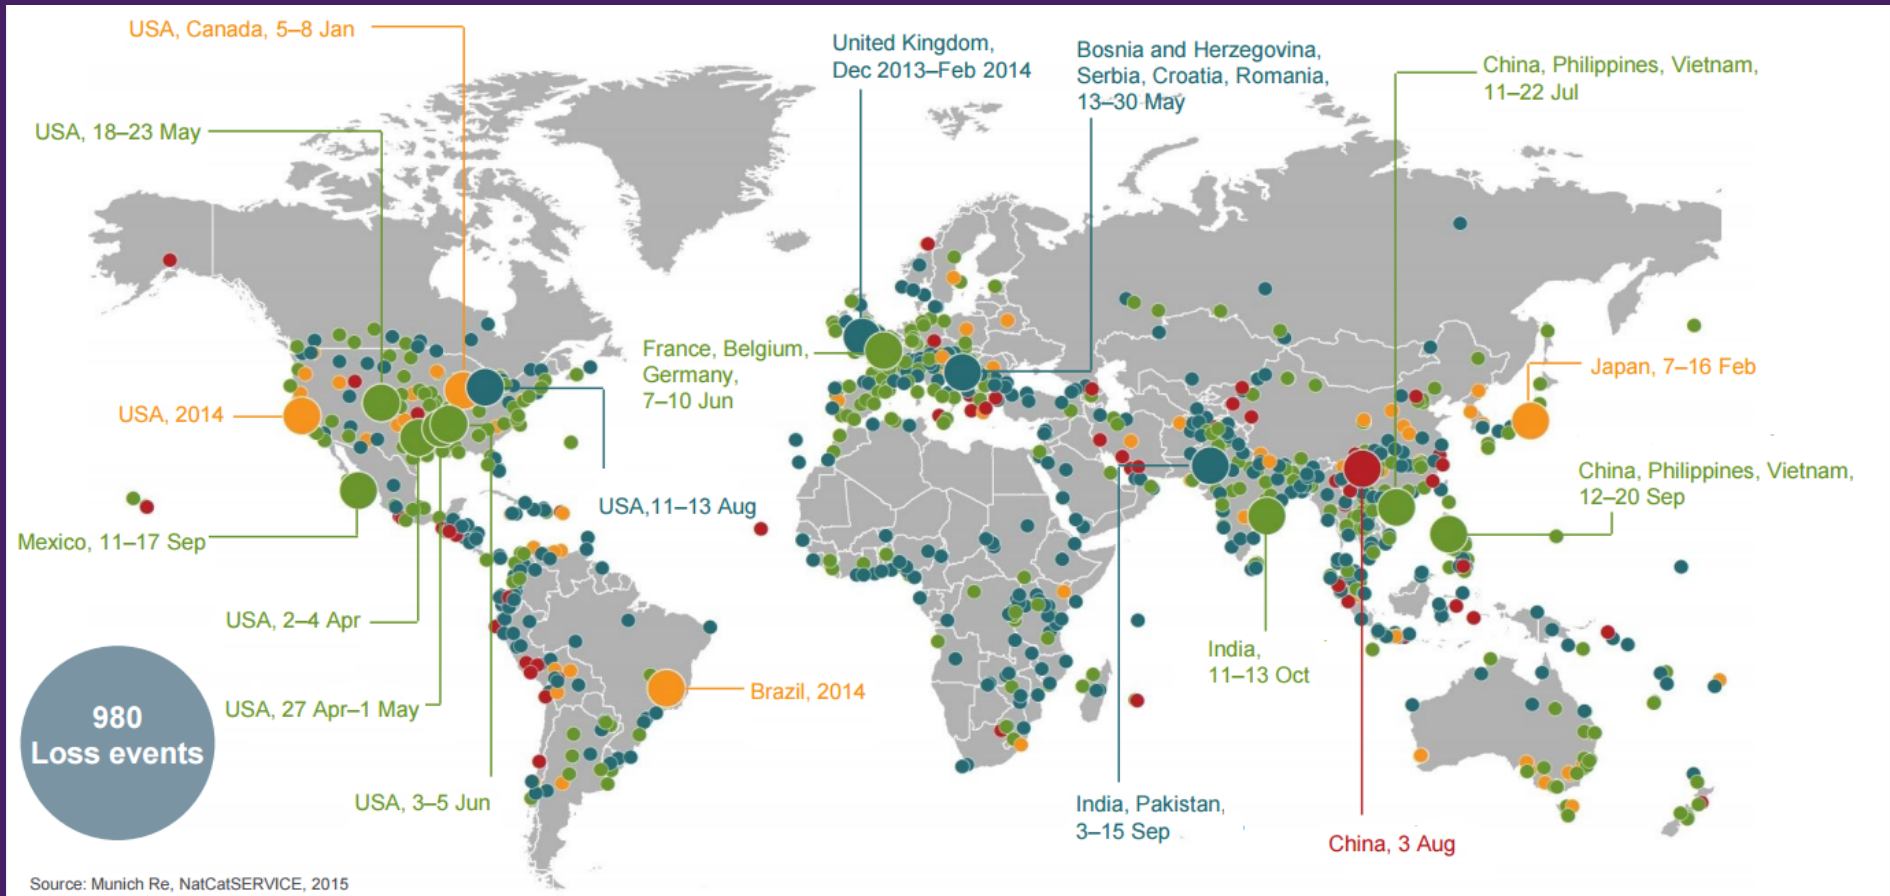 USA, Canada, 5–8 Jan
United Kingdom,
Dec 2013–Feb 2014
Bosnia and Herzegovina,
Serbia, Croatia, Romania,
13–30 May
China, Philippines, Vietnam,
11–22 Jul
USA, 18–23 May
France, Belgium,
Germany,
7–10 Jun
Japan, 7–16 Feb
USA, 2014
China, Philippines, Vietnam,
12–20 Sep
USA,11–13 Aug
Mexico, 11–17 Sep
USA, 2–4 Apr
India,
11–13 Oct
Brazil, 2014
USA, 27 Apr–1 May
980
Loss events
USA, 3–5 Jun
India, Pakistan,
3–15 Sep
China, 3 Aug
Source: Munich Re, NatCatSERVICE, 2015